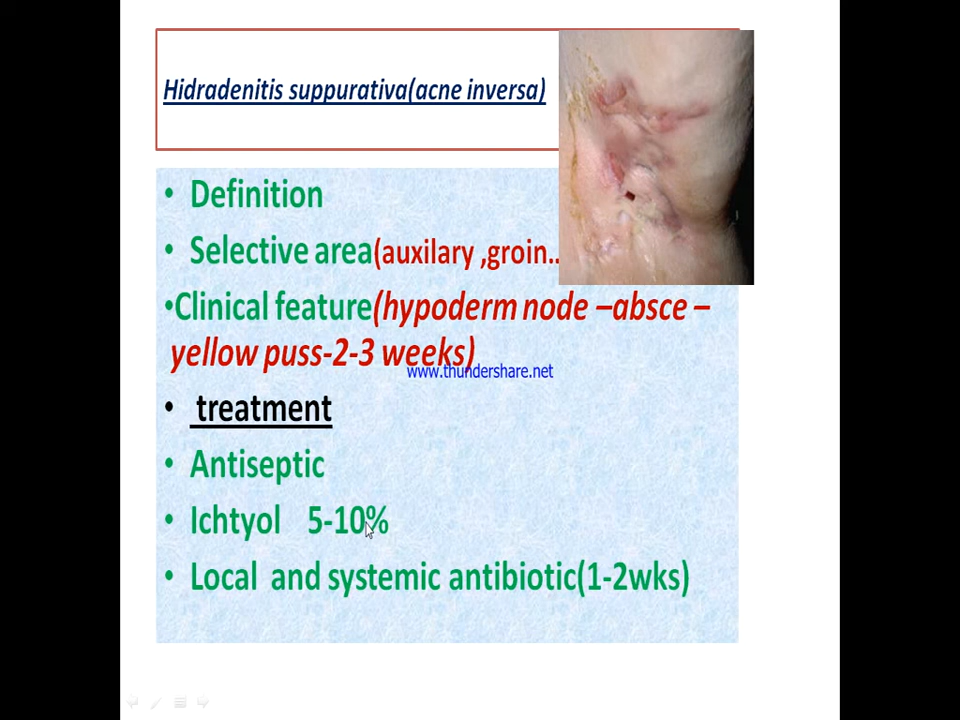 Hidradenitis suppurativa(acne inversa)
• Definition
• Selective area(auxilary ,groin..
•Clinical feature(hypoderm node –absce –
yellow puss-2-3 weeks)
www.thundershare.net
• treatment
• Antiseptic
• Ichtyol 5-10%
• Local and systemic antibiotic(1-2wks)